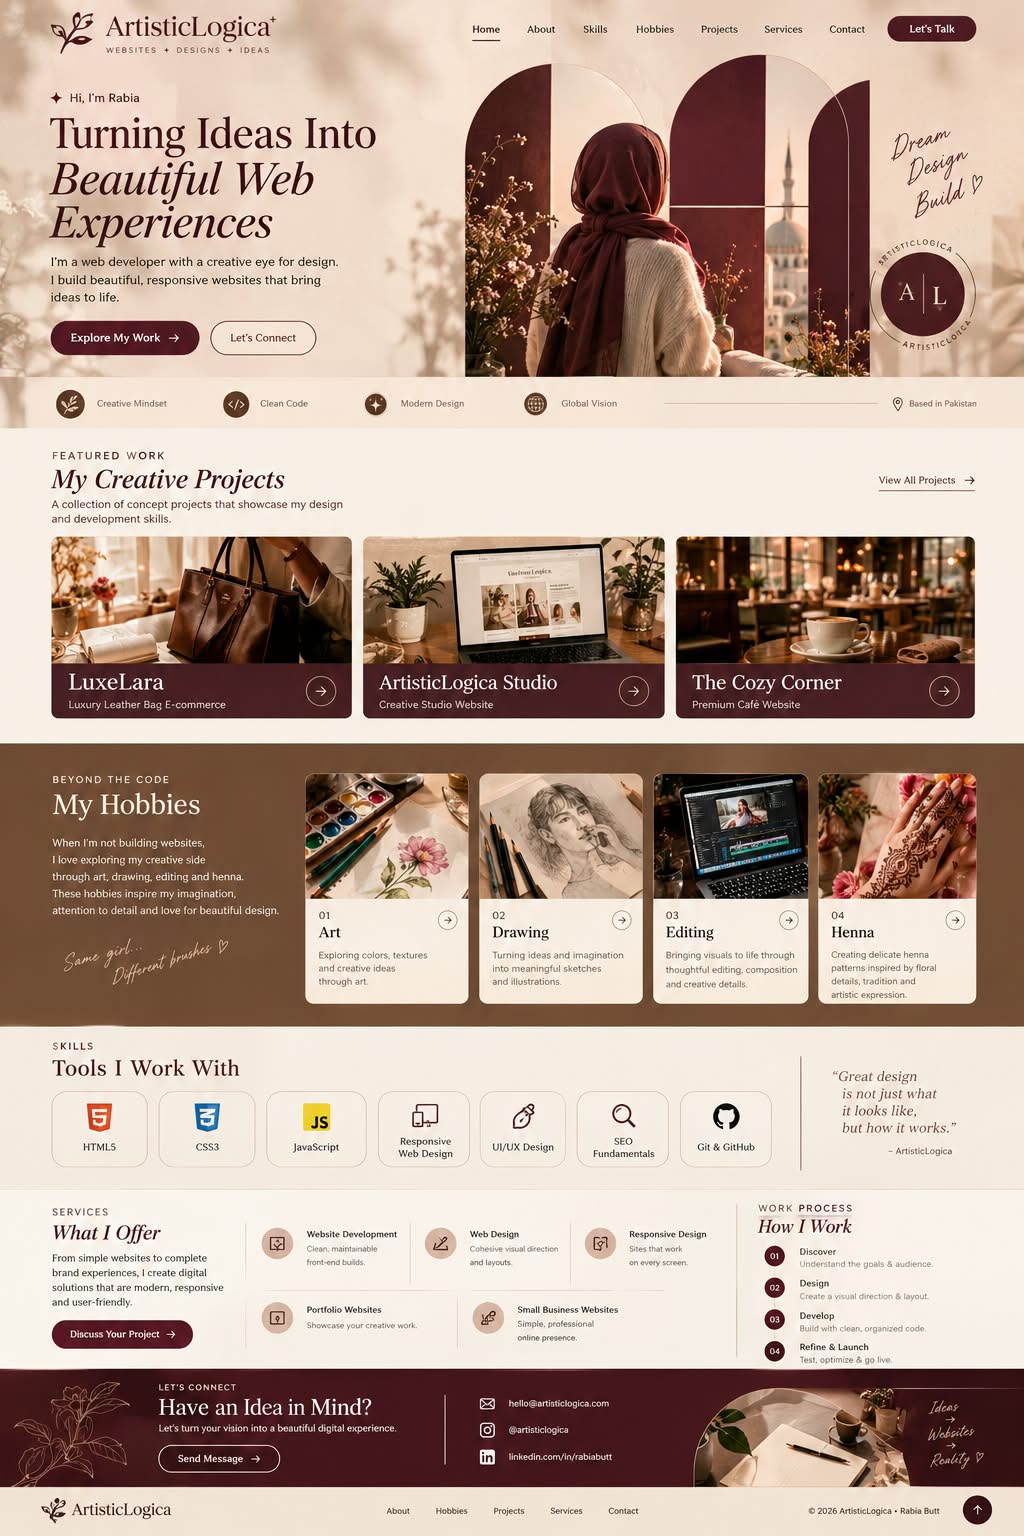 ArtisticLogica
WEBSITES ✦ DESIGNS ✦ IDEAS
Home
About
Skills
Hobbies
Projects
Services
Contact
Let's Talk
✦ Hi, I'm Rabia
Turning Ideas Into
Beautiful Web
Experiences
I'm a web developer with a creative eye for design.
I build beautiful, responsive websites that bring
ideas to life.
Explore My Work →
Let's Connect
Dream
Design
Build ♡
ARTISTICLOGICA
A | L
ARTISTICLOGICA
Creative Mindset
Clean Code
Modern Design
Global Vision
Based in Pakistan
FEATURED WORK
My Creative Projects
A collection of concept projects that showcase my design
and development skills.
View All Projects →
LuxeLara
Luxury Leather Bag E-commerce
ArtisticLogica Studio
Creative Studio Website
The Cozy Corner
Premium Café Website
BEYOND THE CODE
My Hobbies
When I'm not building websites,
I love exploring my creative side
through art, drawing, editing and henna.
These hobbies inspire my imagination,
attention to detail and love for beautiful design.
Same girl...
Different brushes ♡
01
Art
Exploring colors, textures
and creative ideas
through art.
02
Drawing
Turning ideas and imagination
into meaningful sketches
and illustrations.
03
Editing
Bringing visuals to life through
thoughtful editing, composition
and creative details.
04
Henna
Creating delicate henna
patterns inspired by floral
details, tradition and
artistic expression.
SKILLS
Tools I Work With
5
HTML5
3
CSS3
JS
JavaScript
Responsive
Web Design
UI/UX Design
SEO
Fundamentals
Git & GitHub
“Great design
is not just what
it looks like,
but how it works.”
– ArtisticLogica
SERVICES
What I Offer
From simple websites to complete
brand experiences, I create digital
solutions that are modern, responsive
and user-friendly.
Discuss Your Project →
Website Development
Clean, maintainable
front-end builds.
Web Design
Cohesive visual direction
and layouts.
Responsive Design
Sites that work
on every screen.
Portfolio Websites
Showcase your creative work.
Small Business Websites
Simple, professional
online presence.
WORK PROCESS
How I Work
01
Discover
Understand the goals & audience.
02
Design
Create a visual direction & layout.
03
Develop
Build with clean, organized code.
04
Refine & Launch
Test, optimize & go live.
LET'S CONNECT
Have an Idea in Mind?
Let's turn your vision into a beautiful digital experience.
Send Message →
hello@artisticlogica.com
@artisticlogica
in
linkedin.com/in/rabiabutt
Ideas
→
Websites
→
Reality ♡
ArtisticLogica
About
Hobbies
Projects
Services
Contact
© 2026 ArtisticLogica • Rabia Butt